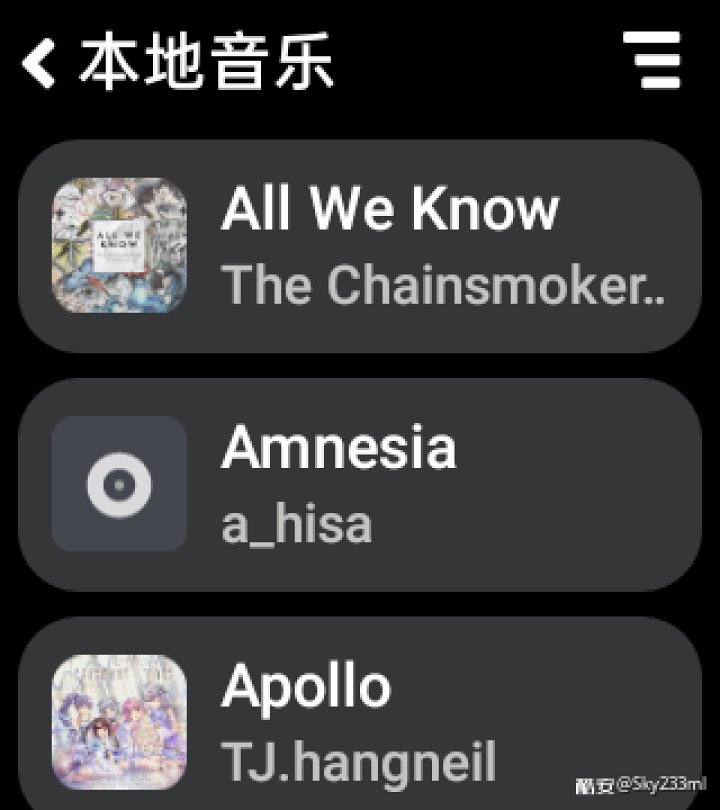 本地音乐
All We Know
ALL WE
KNOW
The Chainsmoker..
Amnesia
a_hisa
Apollo
TJ.hangneil
酷安@Sky233ml